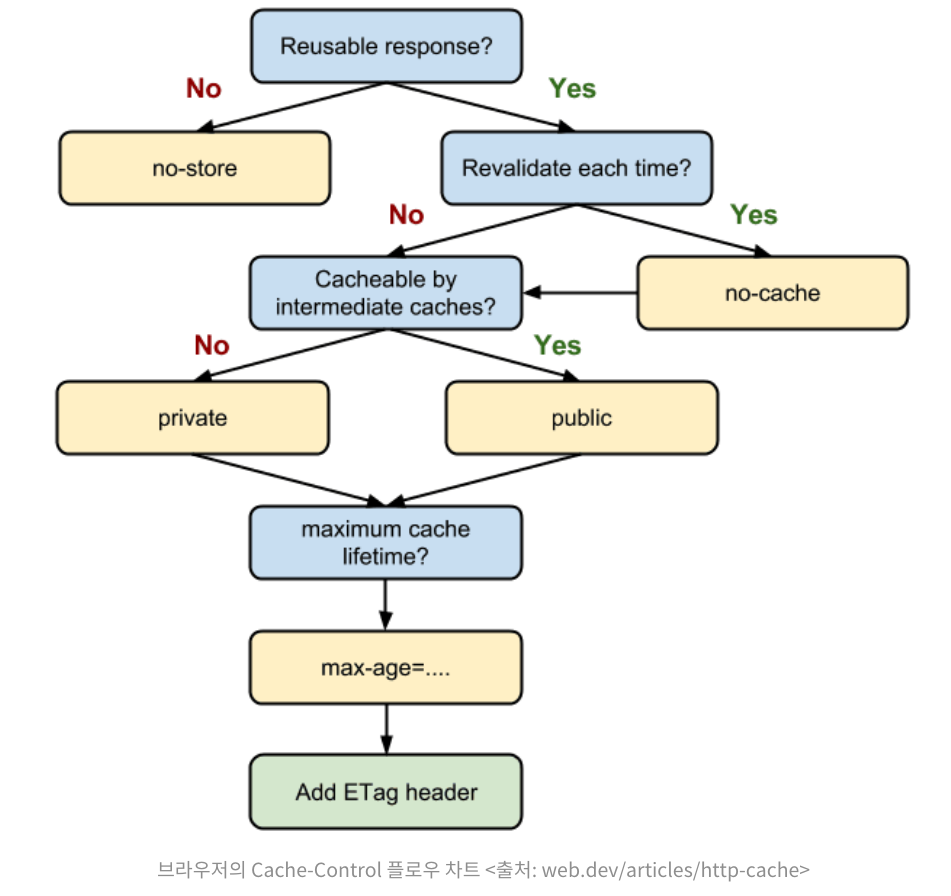 Reusable response?
No
Yes
no-store
Revalidate each time?
No
Yes
Cacheable by
intermediate caches?
no-cache
No
Yes
private
public
maximum cache
lifetime?
max-age=....
Add ETag header
브라우저의 Cache-Control 플로우 차트 <출처: web.dev/articles/http-cache>